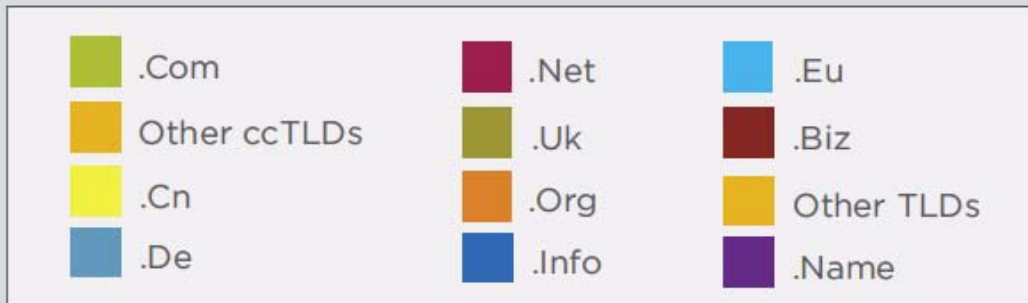 .Com
Other ccTLDs
.Cn
.De
.Net
.Uk
.Org
.Info
.Eu
.Biz
Other TLDs
.Name